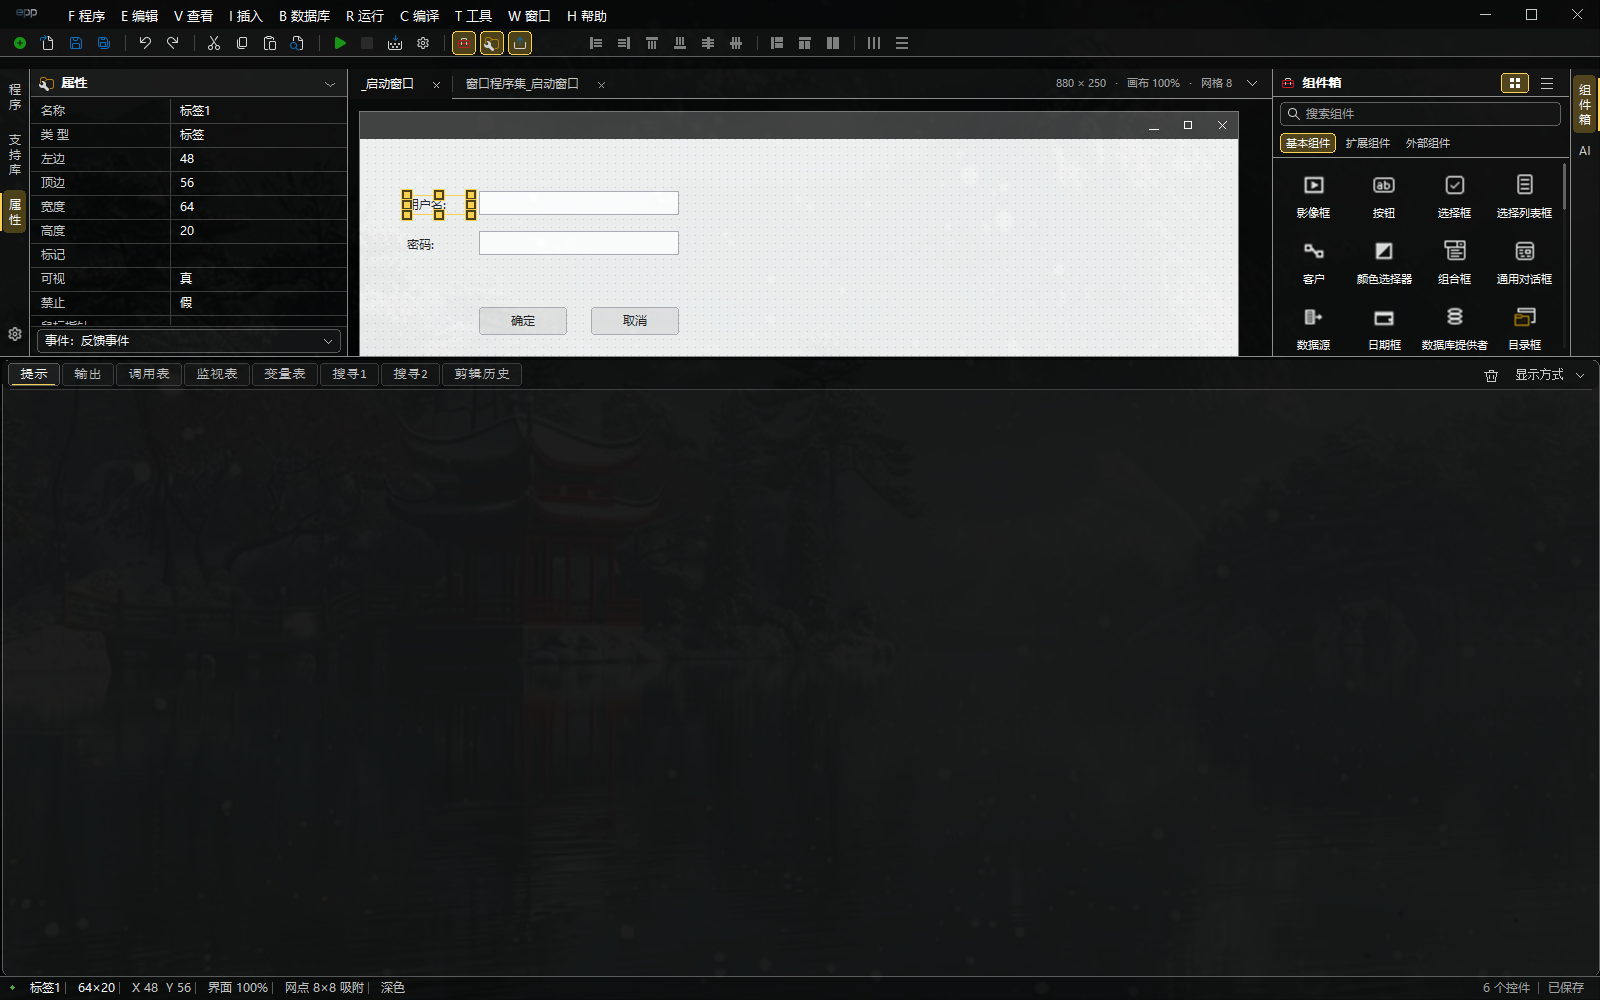 epp F 程序 E 编辑 V 查看 I 插入 B 数据库 R 运行 C 编译 T 工具 W 窗口 H 帮助
程序
支持库
属性
属性
名称 标签1
类 型 标签
左边 48
顶边 56
宽度 64
高度 20
标记
可视 真
禁止 假
事件: 反馈事件
_启动窗口 窗口程序集_启动窗口 880 × 250 · 画布 100% · 网格 8
用户名:
密码:
确定 取消
组件箱
搜索组件
基本组件 扩展组件 外部组件
影像框 按钮 选择框 选择列表框
客户 颜色选择器 组合框 通用对话框
数据源 日期框 数据库提供者 目录框
组件箱
AI
提示 输出 调用表 监视表 变量表 搜寻1 搜寻2 剪辑历史 显示方式
标签1 64×20 X 48 Y 56 界面 100% 网点 8×8 吸附 深色 6 个控件 已保存